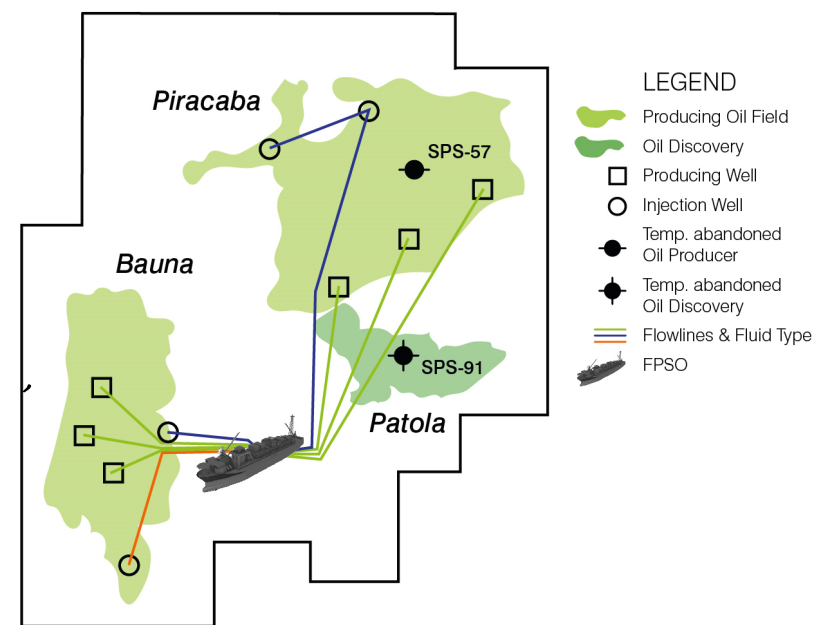 Piracaba
SPS-57
Bauna
SPS-91
Patola
LEGEND
Producing Oil Field
Oil Discovery
Producing Well
Injection Well
Temp. abandoned
Oil Producer
Temp. abandoned
Oil Discovery
Flowlines & Fluid Type
FPSO